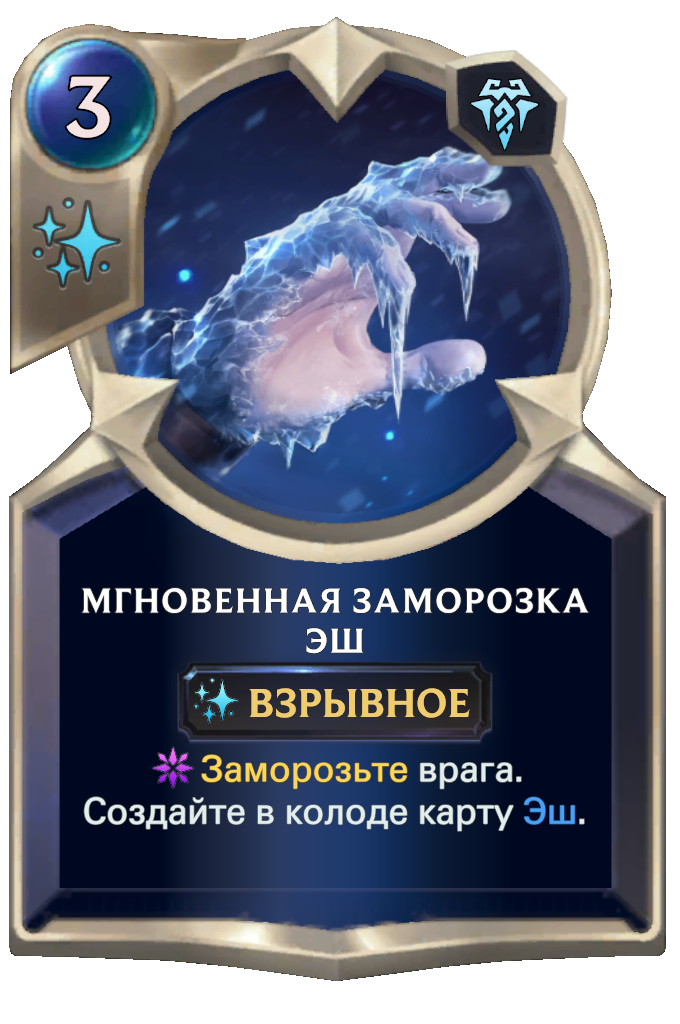 3
МГНОВЕННАЯ ЗАМОРОЗКА
ЭШ
ВЗРЫВНОЕ
Заморозьте врага.
Создайте в колоде карту Эш.